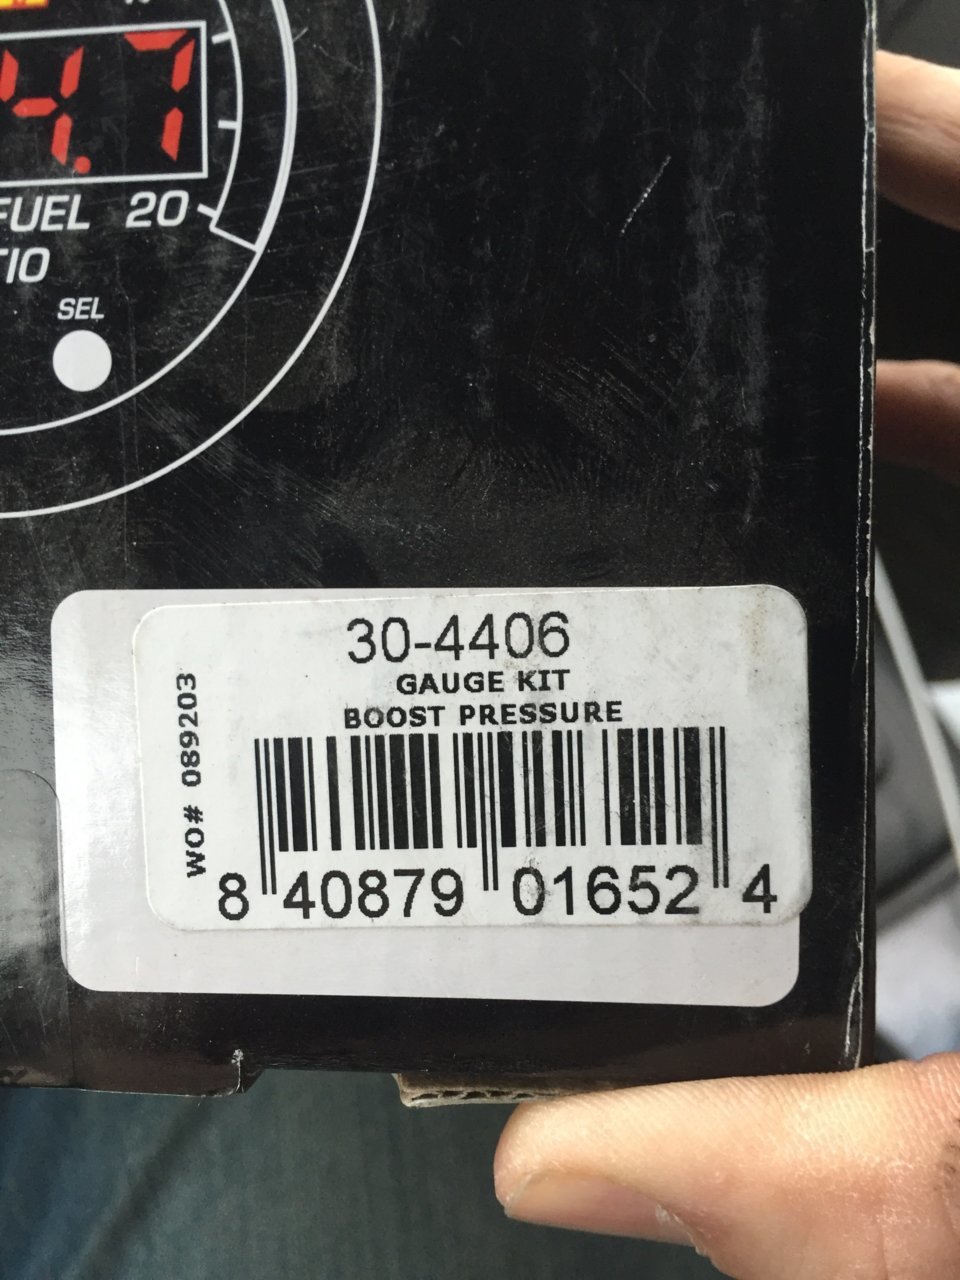 4.7
FUEL 20
TIO
SEL
30-4406
GAUGE KIT
BOOST PRESSURE
WO# 089203
8 40879 01652 4